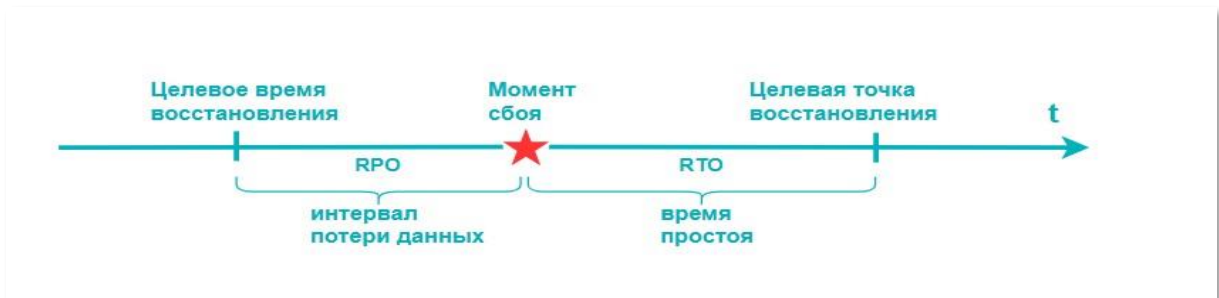 Целевое время
восстановления
Момент
сбоя
Целевая точка
восстановления
t
RPO
RTO
интервал
потери данных
время
простоя